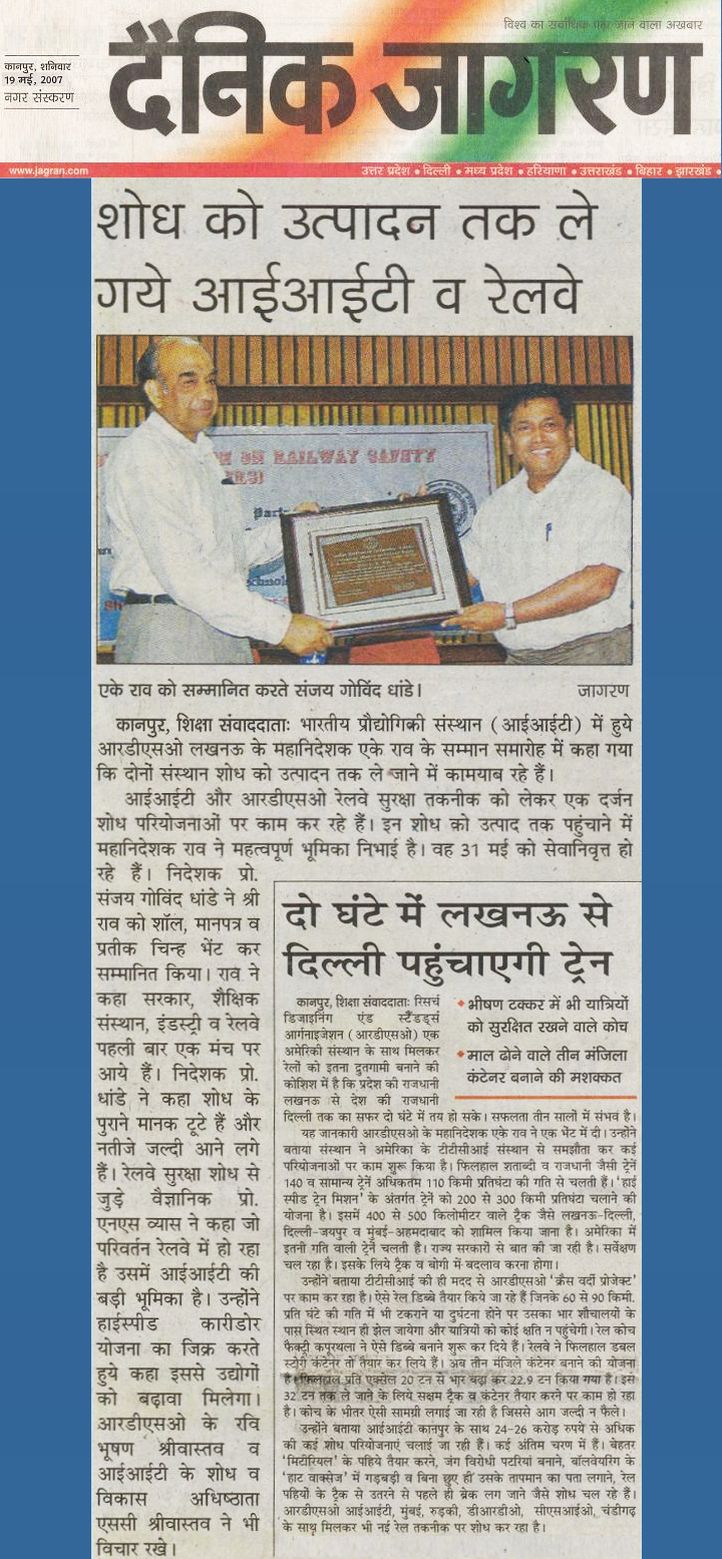 विश्व का सर्वाधिक पढ़ा जाने वाला अखबार
कानपुर, शनिवार
19 मई, 2007
नगर संस्करण
दैनिक जागरण
www.jagran.com
उत्तर प्रदेश • दिल्ली • मध्य प्रदेश • हरियाणा • उत्तराखंड • बिहार • झारखंड •
शोध को उत्पादन तक ले
गये आईआईटी व रेलवे
ON RAILWAY SAFETY
एके राव को सम्मानित करते संजय गोविंद धांडे।
जागरण
कानपुर, शिक्षा संवाददाताः भारतीय प्रौद्योगिकी संस्थान (आईआईटी) में हुये
आरडीएसओ लखनऊ के महानिदेशक एके राव के सम्मान समारोह में कहा गया
कि दोनों संस्थान शोध को उत्पादन तक ले जाने में कामयाब रहे हैं।
आईआईटी और आरडीएसओ रेलवे सुरक्षा तकनीक को लेकर एक दर्जन
शोध परियोजनाओं पर काम कर रहे हैं। इन शोध को उत्पाद तक पहुंचाने में
महानिदेशक राव ने महत्वपूर्ण भूमिका निभाई है। वह 31 मई को सेवानिवृत्त हो
रहे हैं। निदेशक प्रो.
संजय गोविंद धांडे ने श्री
राव को शॉल, मानपत्र व
प्रतीक चिन्ह भेंट कर
सम्मानित किया। राव ने
कहा सरकार, शैक्षिक
संस्थान, इंडस्ट्री व रेलवे
पहली बार एक मंच पर
आये हैं। निदेशक प्रो.
धांडे ने कहा शोध के
पुराने मानक टूटे हैं और
नतीजे जल्दी आने लगे
हैं। रेलवे सुरक्षा शोध से
जुड़े वैज्ञानिक प्रो.
एनएस व्यास ने कहा जो
परिवर्तन रेलवे में हो रहा
है उसमें आईआईटी की
बड़ी भूमिका है। उन्होंने
हाईस्पीड कारीडोर
योजना का जिक्र करते
हुये कहा इससे उद्योगों
को बढ़ावा मिलेगा।
आरडीएसओ के रवि
भूषण श्रीवास्तव व
आईआईटी के शोध व
विकास अधिष्ठाता
एससी श्रीवास्तव ने भी
विचार रखे।
दो घंटे में लखनऊ से
दिल्ली पहुंचाएगी ट्रेन
कानपुर, शिक्षा संवाददाताः रिसर्च
डिजाइनिंग एंड स्टैंडर्ड्स
आर्गनाइजेशन (आरडीएसओ) एक
अमेरिकी संस्थान के साथ मिलकर
रेलों को इतना द्रुतगामी बनाने की
कोशिश में है कि प्रदेश की राजधानी
लखनऊ से देश की राजधानी
◆ भीषण टक्कर में भी यात्रियों
को सुरक्षित रखने वाले कोच
◆ माल ढोने वाले तीन मंजिला
कंटेनर बनाने की मशक्कत
दिल्ली तक का सफर दो घंटे में तय हो सके। सफलता तीन सालों में संभव है।
यह जानकारी आरडीएसओ के महानिदेशक एके राव ने एक भेंट में दी। उन्होंने
बताया संस्थान ने अमेरिका के टीटीसीआई संस्थान से समझौता कर कई
परियोजनाओं पर काम शुरू किया है। फिलहाल शताब्दी व राजधानी जैसी ट्रेनें
140 व सामान्य ट्रेनें अधिकतम 110 किमी प्रतिघंटा की गति से चलती हैं। 'हाई
स्पीड ट्रेन मिशन' के अंतर्गत ट्रेनें को 200 से 300 किमी प्रतिघंटा चलाने की
योजना है। इसमें 400 से 500 किलोमीटर वाले ट्रैक जैसे लखनऊ-दिल्ली,
दिल्ली-जयपुर व मुंबई-अहमदाबाद को शामिल किया जाना है। अमेरिका में
इतनी गति वाली ट्रेनें चलती हैं। राज्य सरकारों से बात की जा रही है। सर्वेक्षण
चल रहा है। इसके लिये ट्रैक व बोगी में बदलाव करना होगा।
उन्होंने बताया टीटीसीआई की ही मदद से आरडीएसओ 'क्रैस वर्दी प्रोजेक्ट'
पर काम कर रहा है। ऐसे रेल डिब्बे तैयार किये जा रहे हैं जिनके 60 से 90 किमी.
प्रति घंटे की गति में भी टकराने या दुर्घटना होने पर उसका भार शौचालयों के
पास स्थित स्थान ही झेल जायेगा और यात्रियों को कोई क्षति न पहुंचेगी। रेल कोच
फैक्ट्री कपूरथला ने ऐसे डिब्बे बनाने शुरू कर दिये हैं। रेलवे ने फिलहाल डबल
स्टोरी कंटेनर तो तैयार कर लिये हैं। अब तीन मंजिले कंटेनर बनाने की योजना
है। फिलहाल प्रति एक्सेल 20 टन से भार बढ़ा कर 22.9 टन किया गया है। इसे
32 टन तक ले जाने के लिये सक्षम ट्रैक व कंटेनर तैयार करने पर काम हो रहा
है। कोच के भीतर ऐसी सामग्री लगाई जा रही है जिससे आग जल्दी न फैले।
उन्होंने बताया आईआईटी कानपुर के साथ 24-26 करोड़ रुपये से अधिक
की कई शोध परियोजनाएं चलाई जा रही हैं। कई अंतिम चरण में हैं। बेहतर
'मिटीरियल' के पहिये तैयार करने, जंग विरोधी पटरियां बनाने, बॉलवेयरिंग के
'हाट वाक्सेज' में गड़बड़ी व बिना छुए ही उसके तापमान का पता लगाने, रेल
पहियों के ट्रैक से उतरने से पहले ही ब्रेक लग जाने जैसे शोध चल रहे हैं।
आरडीएसओ आईआईटी, मुंबई, रुड़की, डीआरडीओ, सीएसआईओ, चंडीगढ़
के साथ मिलकर भी नई रेल तकनीक पर शोध कर रहा है।